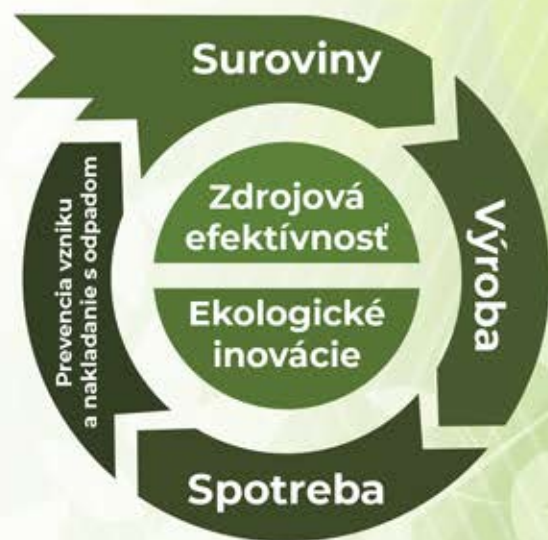 Suroviny
Zdrojová
efektívnosť
Výroba
Ekologické
inovácie
Prevencia vzniku
a nakladanie s odpadom
Spotreba